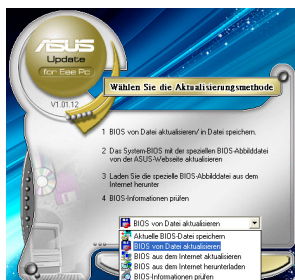 ASUS
Update
for Eee Pc
V1.01.12
Wählen Sie die Aktualisierungsmethode
1 BIOS von Datei aktualisieren/ in Datei speichern.
2 Das System-BIOS mit der speziellen BIOS-Abbilddatei
von der ASUS-Webseite aktualisieren
3 Laden Sie die spezielle BIOS-Abbilddatei aus dem
Internet herunter
4 BIOS-Informationen prüfen
BIOS von Datei aktualisieren
Aktuelle BIOS-Datei speichern
BIOS von Datei aktualisieren
BIOS aus dem Internet aktualisieren
BIOS aus dem Internet herunterladen
BIOS-Informationen prüfen